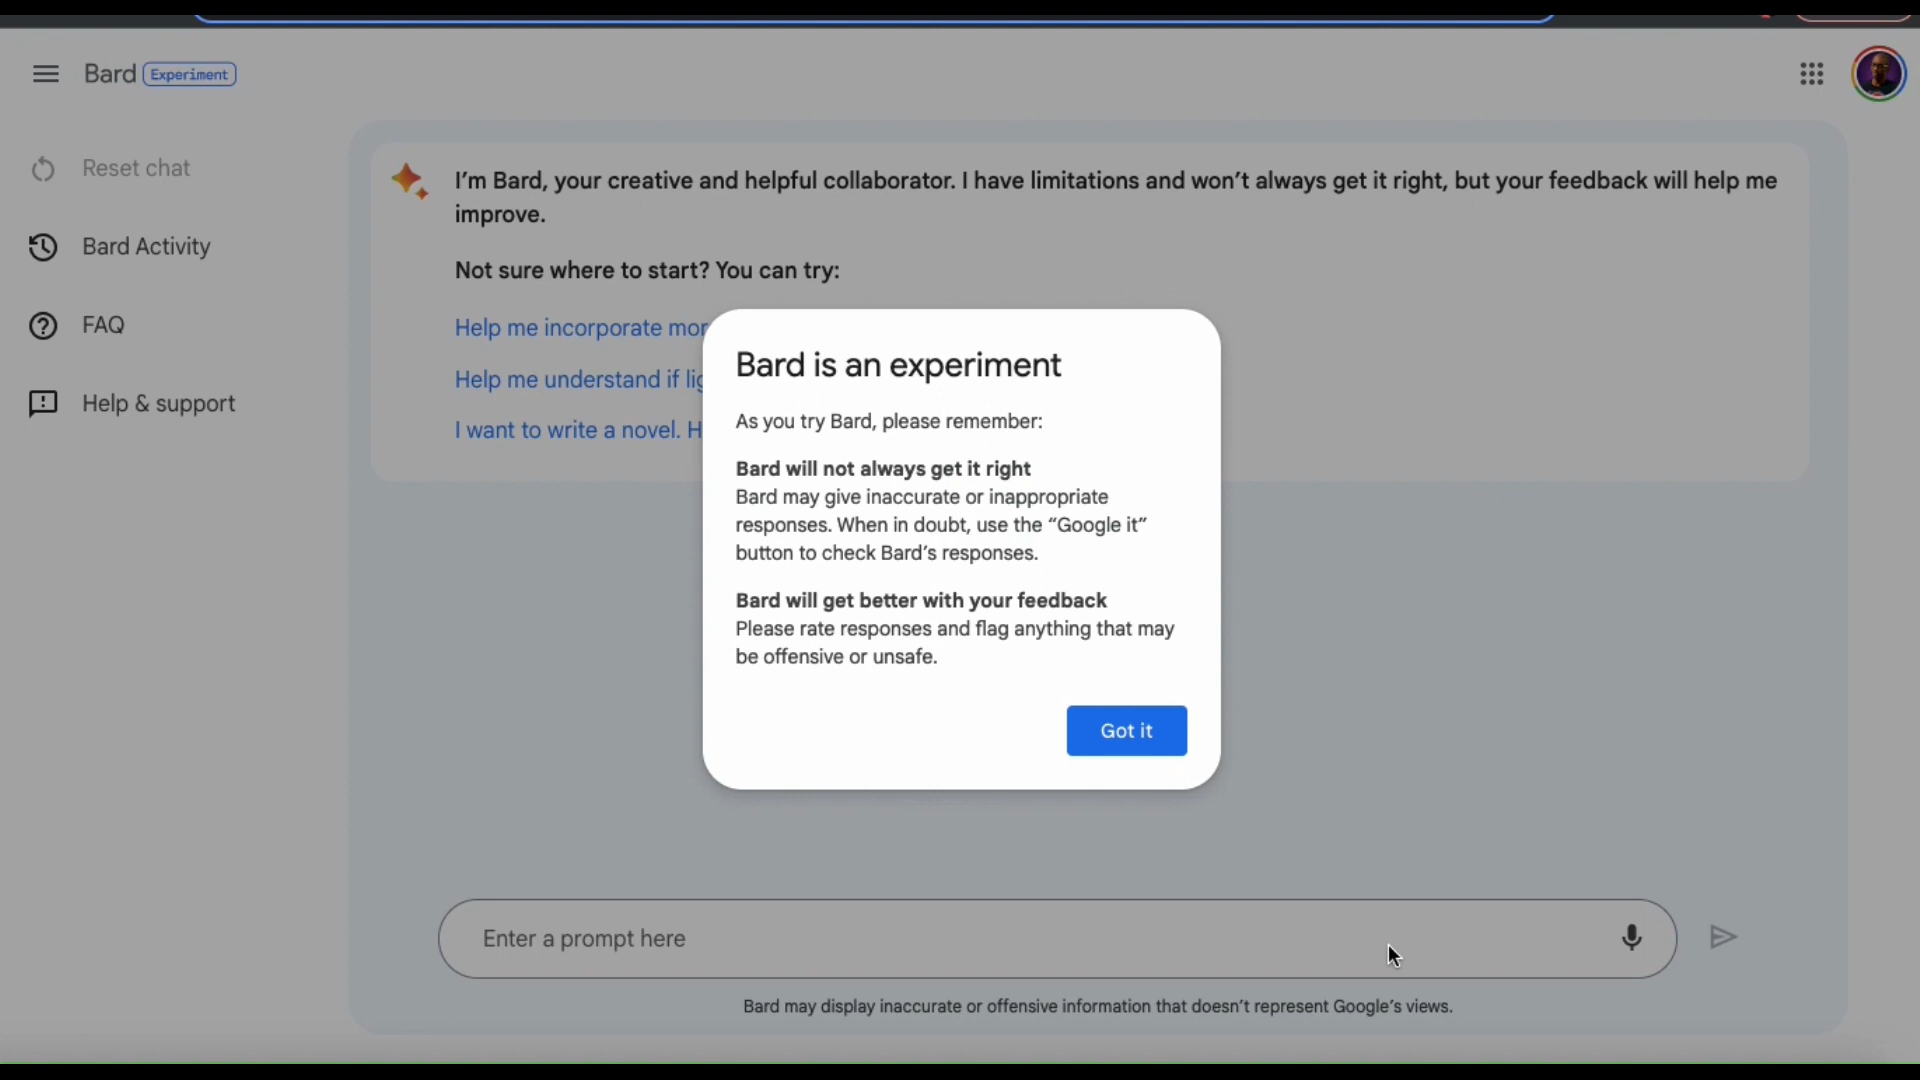 Bard Experiment
Reset chat
Bard Activity
FAQ
Help & support
I’m Bard, your creative and helpful collaborator. I have limitations and won’t always get it right, but your feedback will help me
improve.
Not sure where to start? You can try:
Help me incorporate mor
Help me understand if lig
I want to write a novel. H
Bard is an experiment
As you try Bard, please remember:
Bard will not always get it right
Bard may give inaccurate or inappropriate
responses. When in doubt, use the “Google it”
button to check Bard’s responses.
Bard will get better with your feedback
Please rate responses and flag anything that may
be offensive or unsafe.
Got it
Enter a prompt here
Bard may display inaccurate or offensive information that doesn’t represent Google’s views.